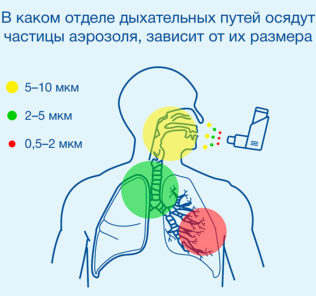 В каком отделе дыхательных путей осядут
частицы аэрозоля, зависит от их размера
5–10 мкм
2–5 мкм
0,5–2 мкм